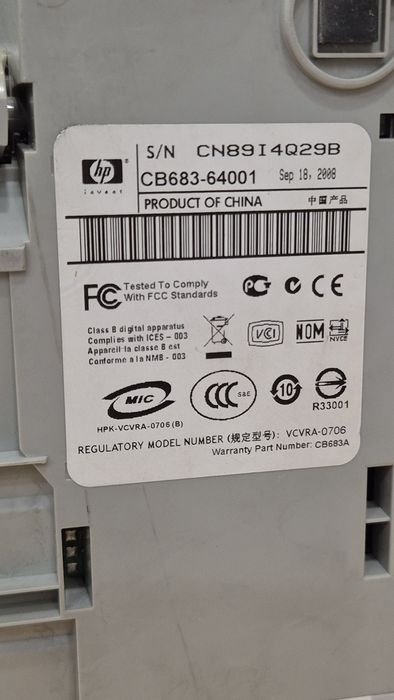 hp
invent
S/N CN89I4Q29B
CB683-64001 Sep 18, 2008
PRODUCT OF CHINA 中国产品
FC Tested To Comply
With FCC Standards
PG C CE
Class B digital apparatus
Complies with ICES - 003
Appareil la classe B est
Conforme a la NMB - 003
VCI
NOM
NYCE
MIC
HPK-VCVRA-0706 (B)
CCC S&E
10
R33001
REGULATORY MODEL NUMBER (规定型号): VCVRA-0706
Warranty Part Number: CB683A